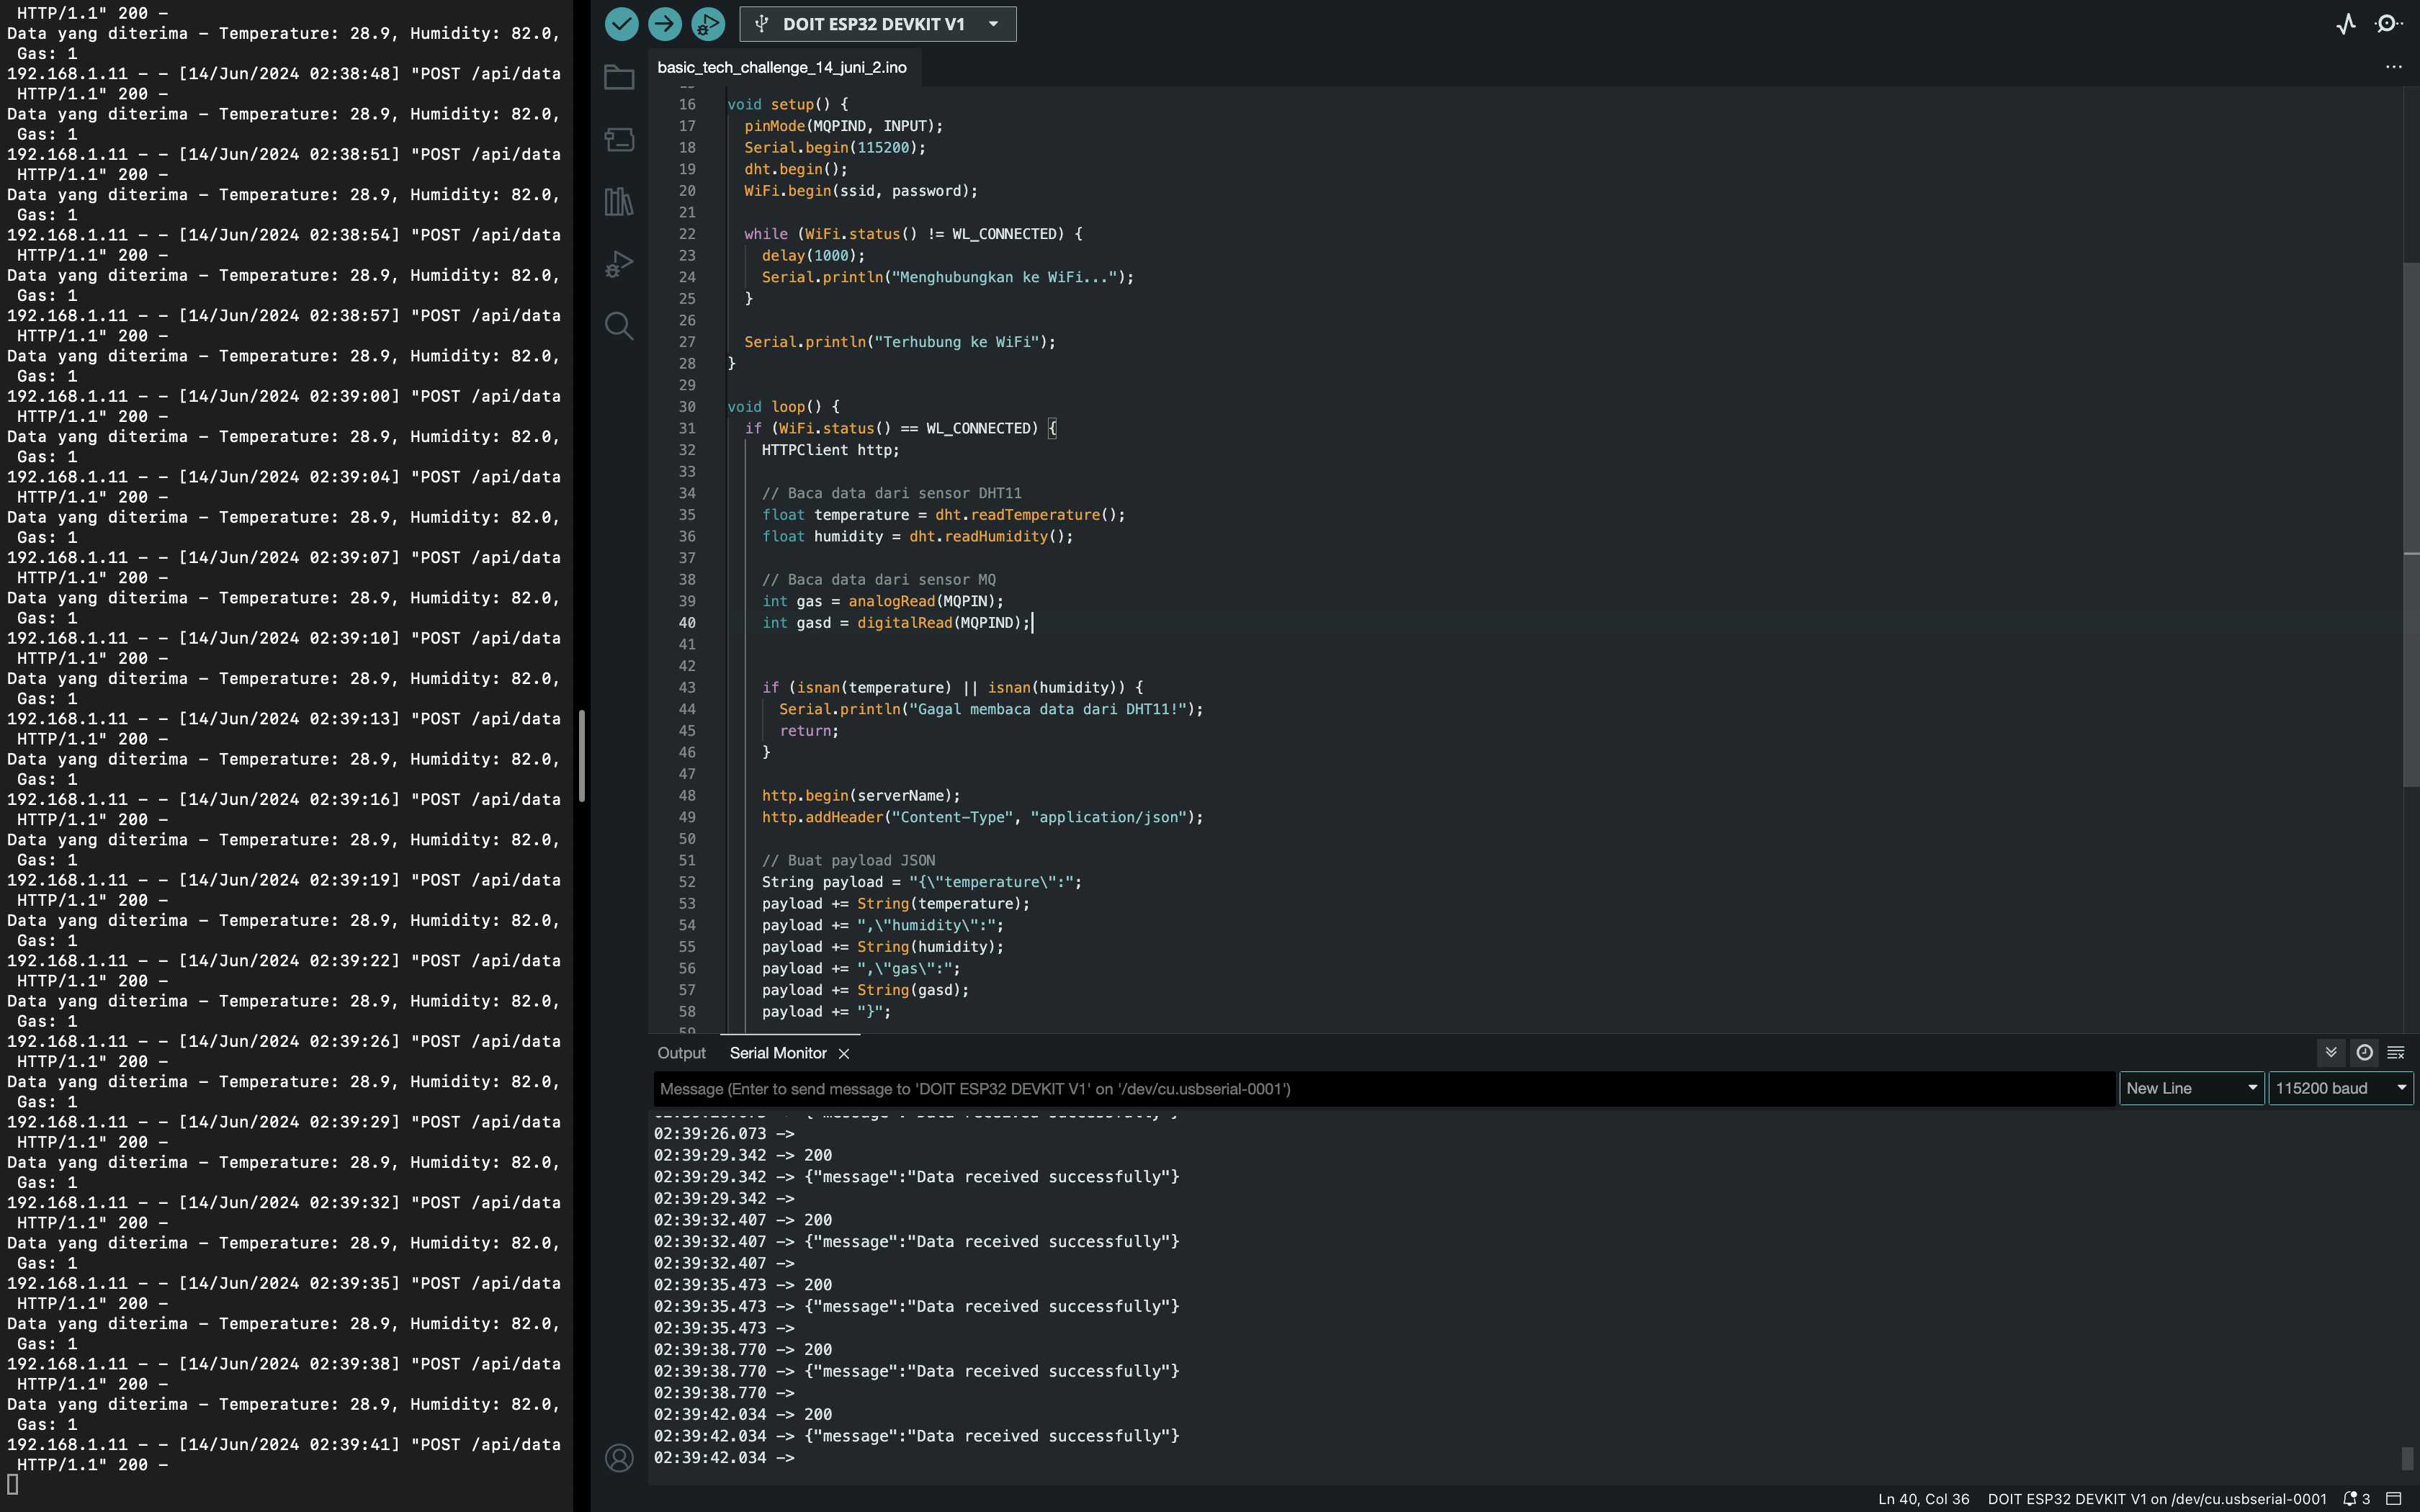 HTTP/1.1" 200 -
Data yang diterima - Temperature: 28.9, Humidity: 82.0,
Gas: 1
192.168.1.11 - - [14/Jun/2024 02:38:48] "POST /api/data
HTTP/1.1" 200 -
Data yang diterima - Temperature: 28.9, Humidity: 82.0,
Gas: 1
192.168.1.11 - - [14/Jun/2024 02:38:51] "POST /api/data
HTTP/1.1" 200 -
Data yang diterima - Temperature: 28.9, Humidity: 82.0,
Gas: 1
192.168.1.11 - - [14/Jun/2024 02:38:54] "POST /api/data
HTTP/1.1" 200 -
Data yang diterima - Temperature: 28.9, Humidity: 82.0,
Gas: 1
192.168.1.11 - - [14/Jun/2024 02:38:57] "POST /api/data
HTTP/1.1" 200 -
Data yang diterima - Temperature: 28.9, Humidity: 82.0,
Gas: 1
192.168.1.11 - - [14/Jun/2024 02:39:00] "POST /api/data
HTTP/1.1" 200 -
Data yang diterima - Temperature: 28.9, Humidity: 82.0,
Gas: 1
192.168.1.11 - - [14/Jun/2024 02:39:04] "POST /api/data
HTTP/1.1" 200 -
Data yang diterima - Temperature: 28.9, Humidity: 82.0,
Gas: 1
192.168.1.11 - - [14/Jun/2024 02:39:07] "POST /api/data
HTTP/1.1" 200 -
Data yang diterima - Temperature: 28.9, Humidity: 82.0,
Gas: 1
192.168.1.11 - - [14/Jun/2024 02:39:10] "POST /api/data
HTTP/1.1" 200 -
Data yang diterima - Temperature: 28.9, Humidity: 82.0,
Gas: 1
192.168.1.11 - - [14/Jun/2024 02:39:13] "POST /api/data
HTTP/1.1" 200 -
Data yang diterima - Temperature: 28.9, Humidity: 82.0,
Gas: 1
192.168.1.11 - - [14/Jun/2024 02:39:16] "POST /api/data
HTTP/1.1" 200 -
Data yang diterima - Temperature: 28.9, Humidity: 82.0,
Gas: 1
192.168.1.11 - - [14/Jun/2024 02:39:19] "POST /api/data
HTTP/1.1" 200 -
Data yang diterima - Temperature: 28.9, Humidity: 82.0,
Gas: 1
192.168.1.11 - - [14/Jun/2024 02:39:22] "POST /api/data
HTTP/1.1" 200 -
Data yang diterima - Temperature: 28.9, Humidity: 82.0,
Gas: 1
192.168.1.11 - - [14/Jun/2024 02:39:26] "POST /api/data
HTTP/1.1" 200 -
Data yang diterima - Temperature: 28.9, Humidity: 82.0,
Gas: 1
192.168.1.11 - - [14/Jun/2024 02:39:29] "POST /api/data
HTTP/1.1" 200 -
Data yang diterima - Temperature: 28.9, Humidity: 82.0,
Gas: 1
192.168.1.11 - - [14/Jun/2024 02:39:32] "POST /api/data
HTTP/1.1" 200 -
Data yang diterima - Temperature: 28.9, Humidity: 82.0,
Gas: 1
192.168.1.11 - - [14/Jun/2024 02:39:35] "POST /api/data
HTTP/1.1" 200 -
Data yang diterima - Temperature: 28.9, Humidity: 82.0,
Gas: 1
192.168.1.11 - - [14/Jun/2024 02:39:38] "POST /api/data
HTTP/1.1" 200 -
Data yang diterima - Temperature: 28.9, Humidity: 82.0,
Gas: 1
192.168.1.11 - - [14/Jun/2024 02:39:41] "POST /api/data
HTTP/1.1" 200 -
DOIT ESP32 DEVKIT V1
basic_tech_challenge_14_juni_2.ino
16 void setup() {
17 pinMode(MQPIND, INPUT);
18 Serial.begin(115200);
19 dht.begin();
20 WiFi.begin(ssid, password);
21
22 while (WiFi.status() != WL_CONNECTED) {
23 delay(1000);
24 Serial.println("Menghubungkan ke WiFi...");
25 }
26
27 Serial.println("Terhubung ke WiFi");
28 }
29
30 void loop() {
31 if (WiFi.status() == WL_CONNECTED) {
32 HTTPClient http;
33
34 // Baca data dari sensor DHT11
35 float temperature = dht.readTemperature();
36 float humidity = dht.readHumidity();
37
38 // Baca data dari sensor MQ
39 int gas = analogRead(MQPIN);
40 int gasd = digitalRead(MQPIND);
41
42
43 if (isnan(temperature) || isnan(humidity)) {
44 Serial.println("Gagal membaca data dari DHT11!");
45 return;
46 }
47
48 http.begin(serverName);
49 http.addHeader("Content-Type", "application/json");
50
51 // Buat payload JSON
52 String payload = "{\"temperature\":";
53 payload += String(temperature);
54 payload += ",\"humidity\":";
55 payload += String(humidity);
56 payload += ",\"gas\":";
57 payload += String(gasd);
58 payload += "}";
59
Output Serial Monitor
Message (Enter to send message to 'DOIT ESP32 DEVKIT V1' on '/dev/cu.usbserial-0001')
New Line 115200 baud
02:39:26.073 ->
02:39:29.342 -> 200
02:39:29.342 -> {"message":"Data received successfully"}
02:39:29.342 ->
02:39:32.407 -> 200
02:39:32.407 -> {"message":"Data received successfully"}
02:39:32.407 ->
02:39:35.473 -> 200
02:39:35.473 -> {"message":"Data received successfully"}
02:39:35.473 ->
02:39:38.770 -> 200
02:39:38.770 -> {"message":"Data received successfully"}
02:39:38.770 ->
02:39:42.034 -> 200
02:39:42.034 -> {"message":"Data received successfully"}
02:39:42.034 ->
Ln 40, Col 36 DOIT ESP32 DEVKIT V1 on /dev/cu.usbserial-0001 3